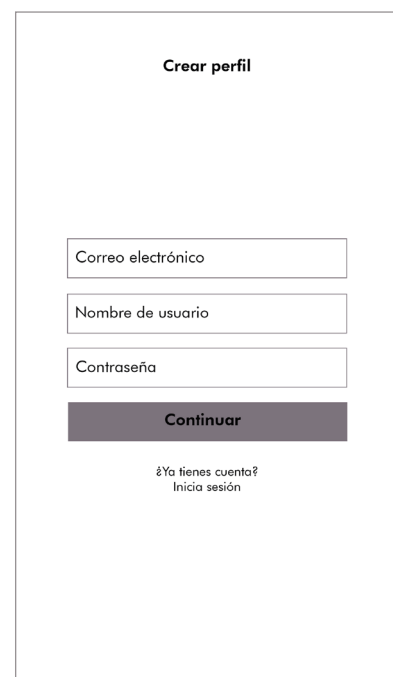 Crear perfil
Correo electrónico
Nombre de usuario
Contraseña
Continuar
¿Ya tienes cuenta?
Inicia sesión